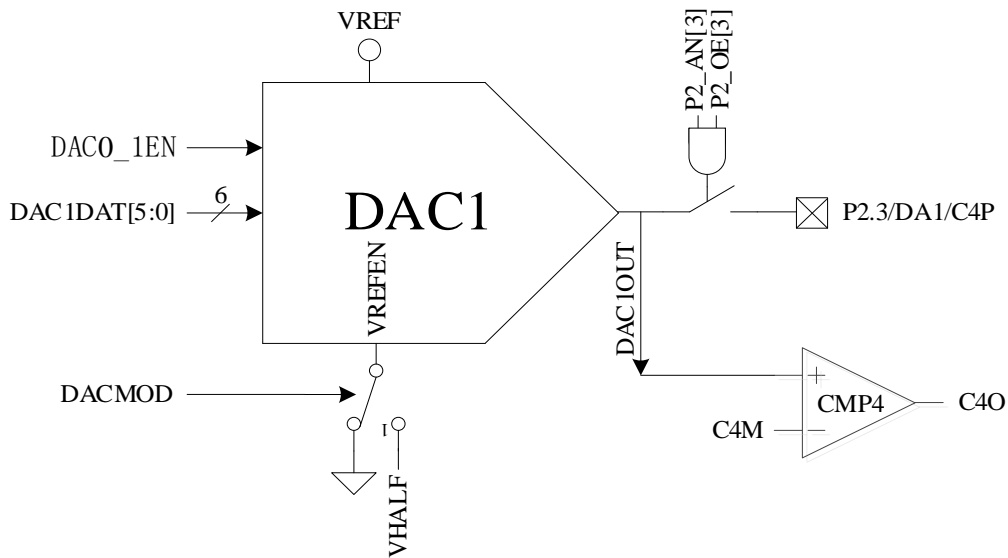 VREF
P2_AN[3]
P2_OE[3]
DAC0_1EN
6
DAC1DAT[5:0]
DAC1
P2.3/DA1/C4P
VREFEN
DAC1OUT
DACMOD
+
CMP4
C4O
1
C4M
VHALF